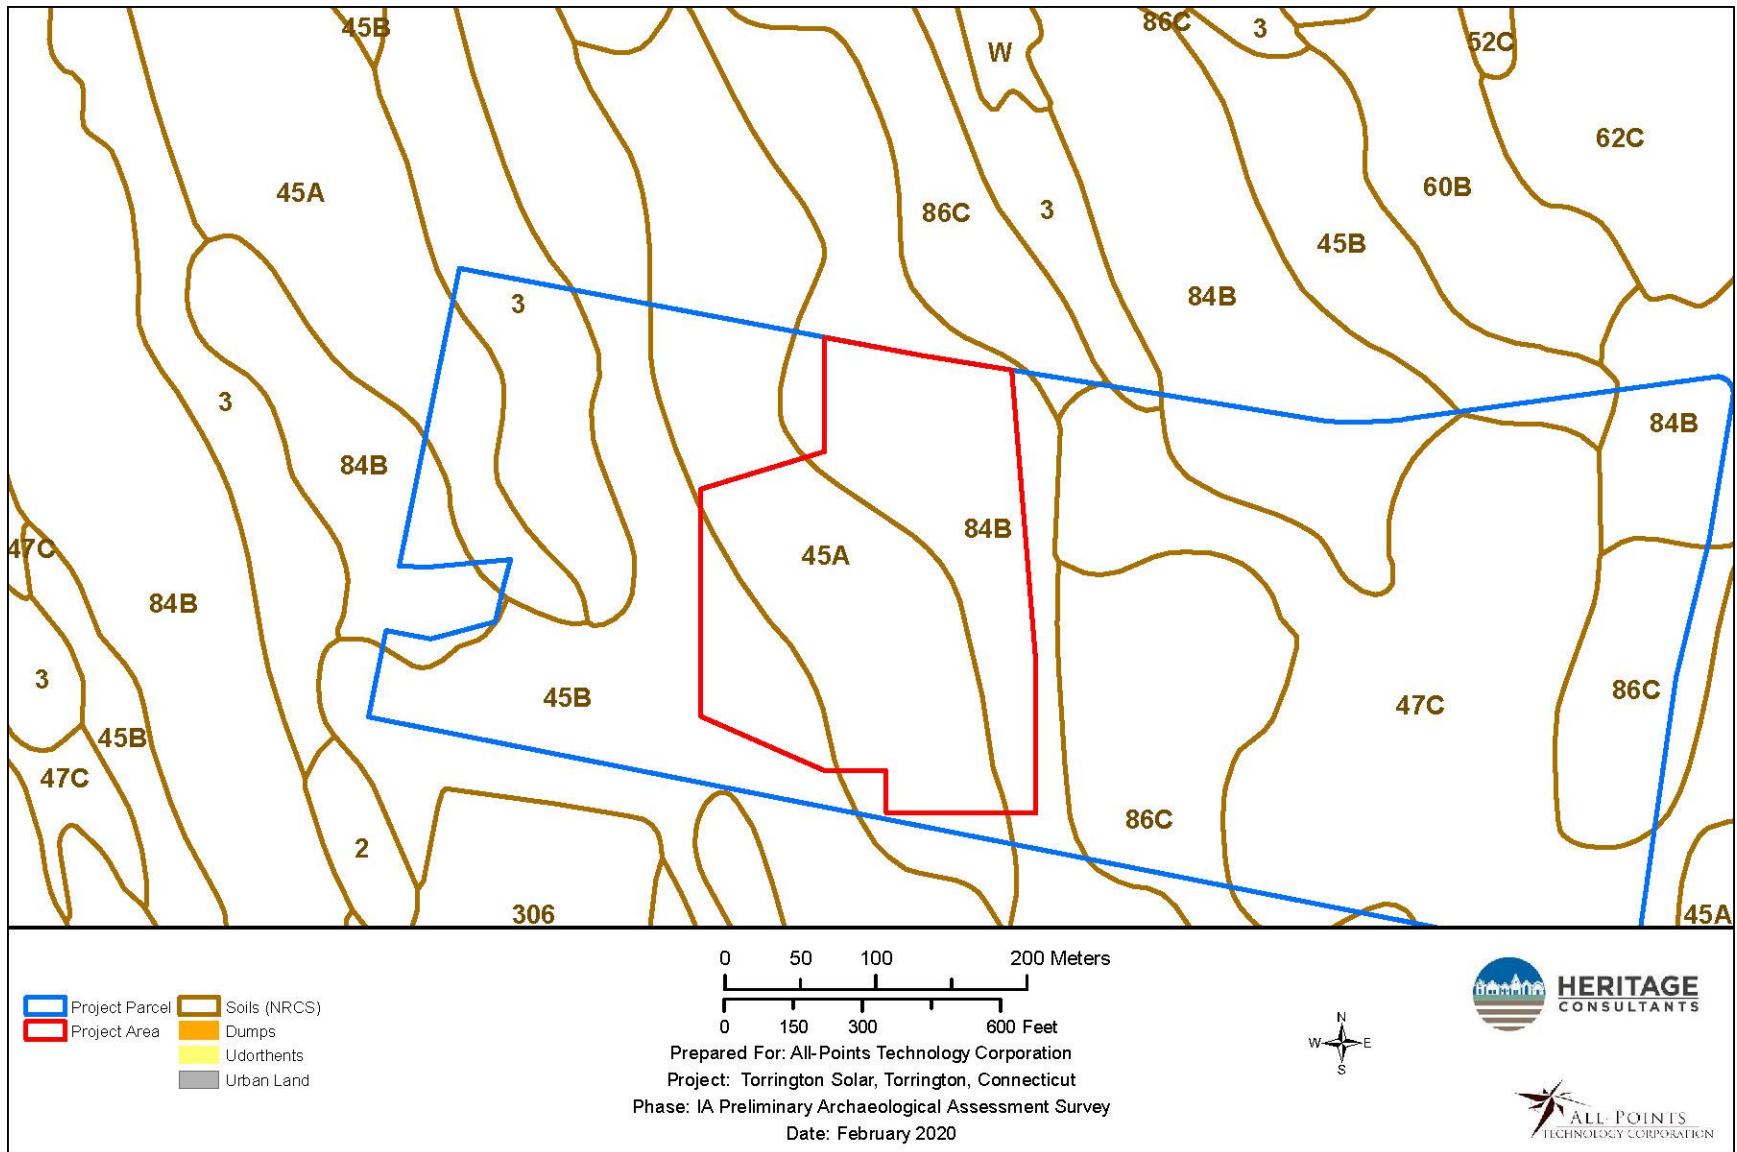 45B
86C
3
52C
W
62C
45A
60B
86C
3
45B
84B
3
3
84B
84B
47C
84B
45A
84B
3
45B
86C
47C
45B
47C
86C
2
306
45A
0 50 100 200 Meters
0 150 300 600 Feet
Project Parcel
Project Area
Soils (NRCS)
Dumps
Udorthents
Urban Land
Prepared For: All-Points Technology Corporation
Project: Torrington Solar, Torrington, Connecticut
Phase: IA Preliminary Archaeological Assessment Survey
Date: February 2020
N
W E
S
HERITAGE
CONSULTANTS
ALL-POINTS
TECHNOLOGY CORPORATION